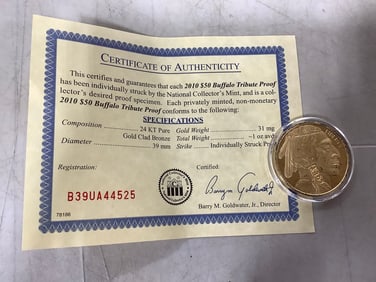 CERTIFICATE OF AUTHENTICITY
This certifies and guarantees that each 2010 $50 Buffalo Tribute Proof
has been individually struck by the National Collector's Mint, and is a col-
lector's desired proof specimen. Each privately minted, non-monetary
2010 $50 Buffalo Tribute Proof conforms to the following:
SPECIFICATIONS
Composition 24 KT Pure Gold Weight 31 mg
Gold Clad Bronze Total Weight ~1 oz avdp
Diameter 39 mm Strike Individually Struck Proof
Registration: Certified:
B39UA44525
Barry M. Goldwater, Jr., Director
78166